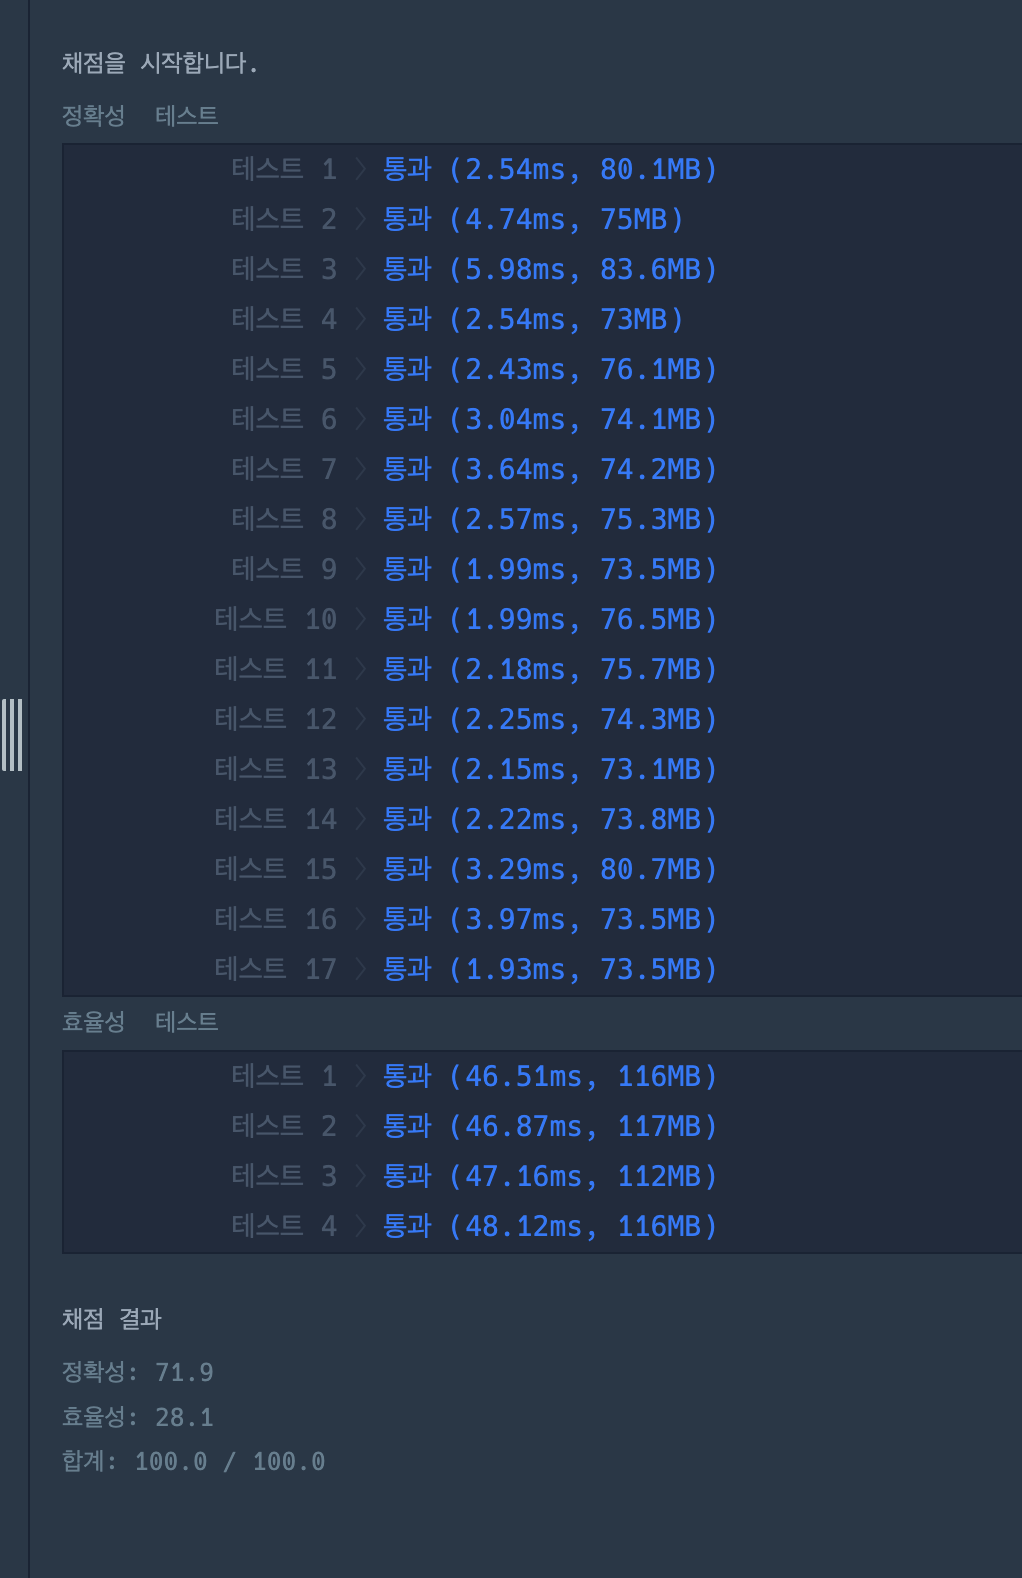 채점을 시작합니다.
정확성 테스트
테스트 1 〉 통과 (2.54ms, 80.1MB)
테스트 2 〉 통과 (4.74ms, 75MB)
테스트 3 〉 통과 (5.98ms, 83.6MB)
테스트 4 〉 통과 (2.54ms, 73MB)
테스트 5 〉 통과 (2.43ms, 76.1MB)
테스트 6 〉 통과 (3.04ms, 74.1MB)
테스트 7 〉 통과 (3.64ms, 74.2MB)
테스트 8 〉 통과 (2.57ms, 75.3MB)
테스트 9 〉 통과 (1.99ms, 73.5MB)
테스트 10 〉 통과 (1.99ms, 76.5MB)
테스트 11 〉 통과 (2.18ms, 75.7MB)
테스트 12 〉 통과 (2.25ms, 74.3MB)
테스트 13 〉 통과 (2.15ms, 73.1MB)
테스트 14 〉 통과 (2.22ms, 73.8MB)
테스트 15 〉 통과 (3.29ms, 80.7MB)
테스트 16 〉 통과 (3.97ms, 73.5MB)
테스트 17 〉 통과 (1.93ms, 73.5MB)
효율성 테스트
테스트 1 〉 통과 (46.51ms, 116MB)
테스트 2 〉 통과 (46.87ms, 117MB)
테스트 3 〉 통과 (47.16ms, 112MB)
테스트 4 〉 통과 (48.12ms, 116MB)
채점 결과
정확성: 71.9
효율성: 28.1
합계: 100.0 / 100.0